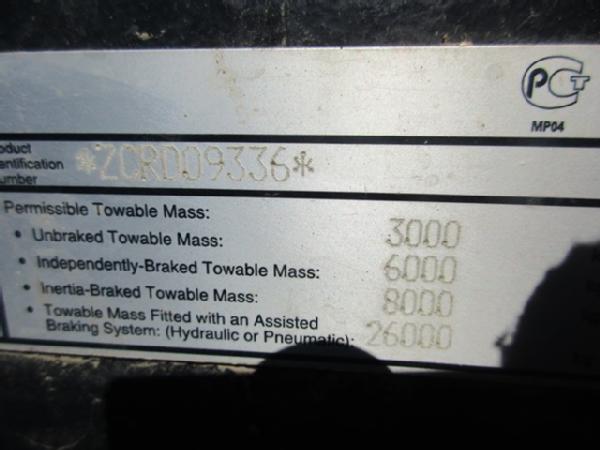 PCT
MP04
oduct
entification
umber
*ZCRD09336*
Permissible Towable Mass:
• Unbraked Towable Mass: 3000
• Independently-Braked Towable Mass: 6000
• Inertia-Braked Towable Mass: 8000
• Towable Mass Fitted with an Assisted
Braking System: (Hydraulic or Pneumatic): 26000